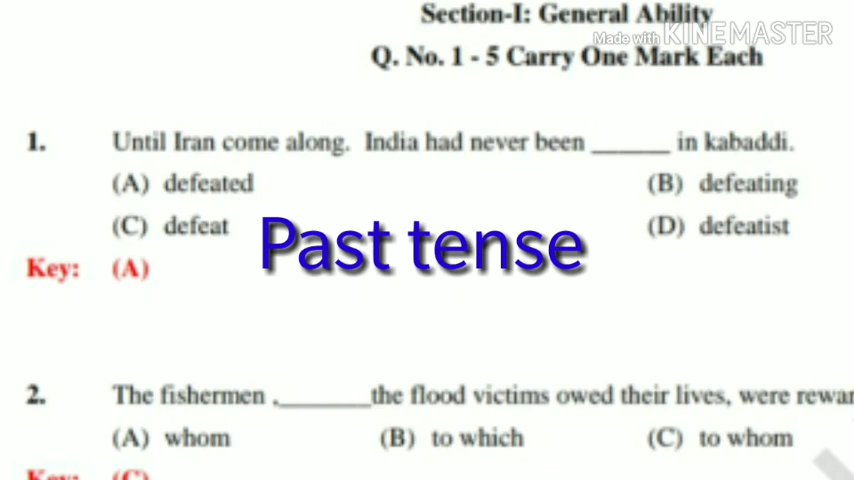 Section-I: General Ability
Made with KINEMASTER
Q. No. 1 - 5 Carry One Mark Each
1. Until Iran come along. India had never been ______ in kabaddi.
(A) defeated (B) defeating
(C) defeat (D) defeatist
Past tense
Key: (A)
2. The fishermen ,_______the flood victims owed their lives, were rewar
(A) whom (B) to which (C) to whom
Key: (C)